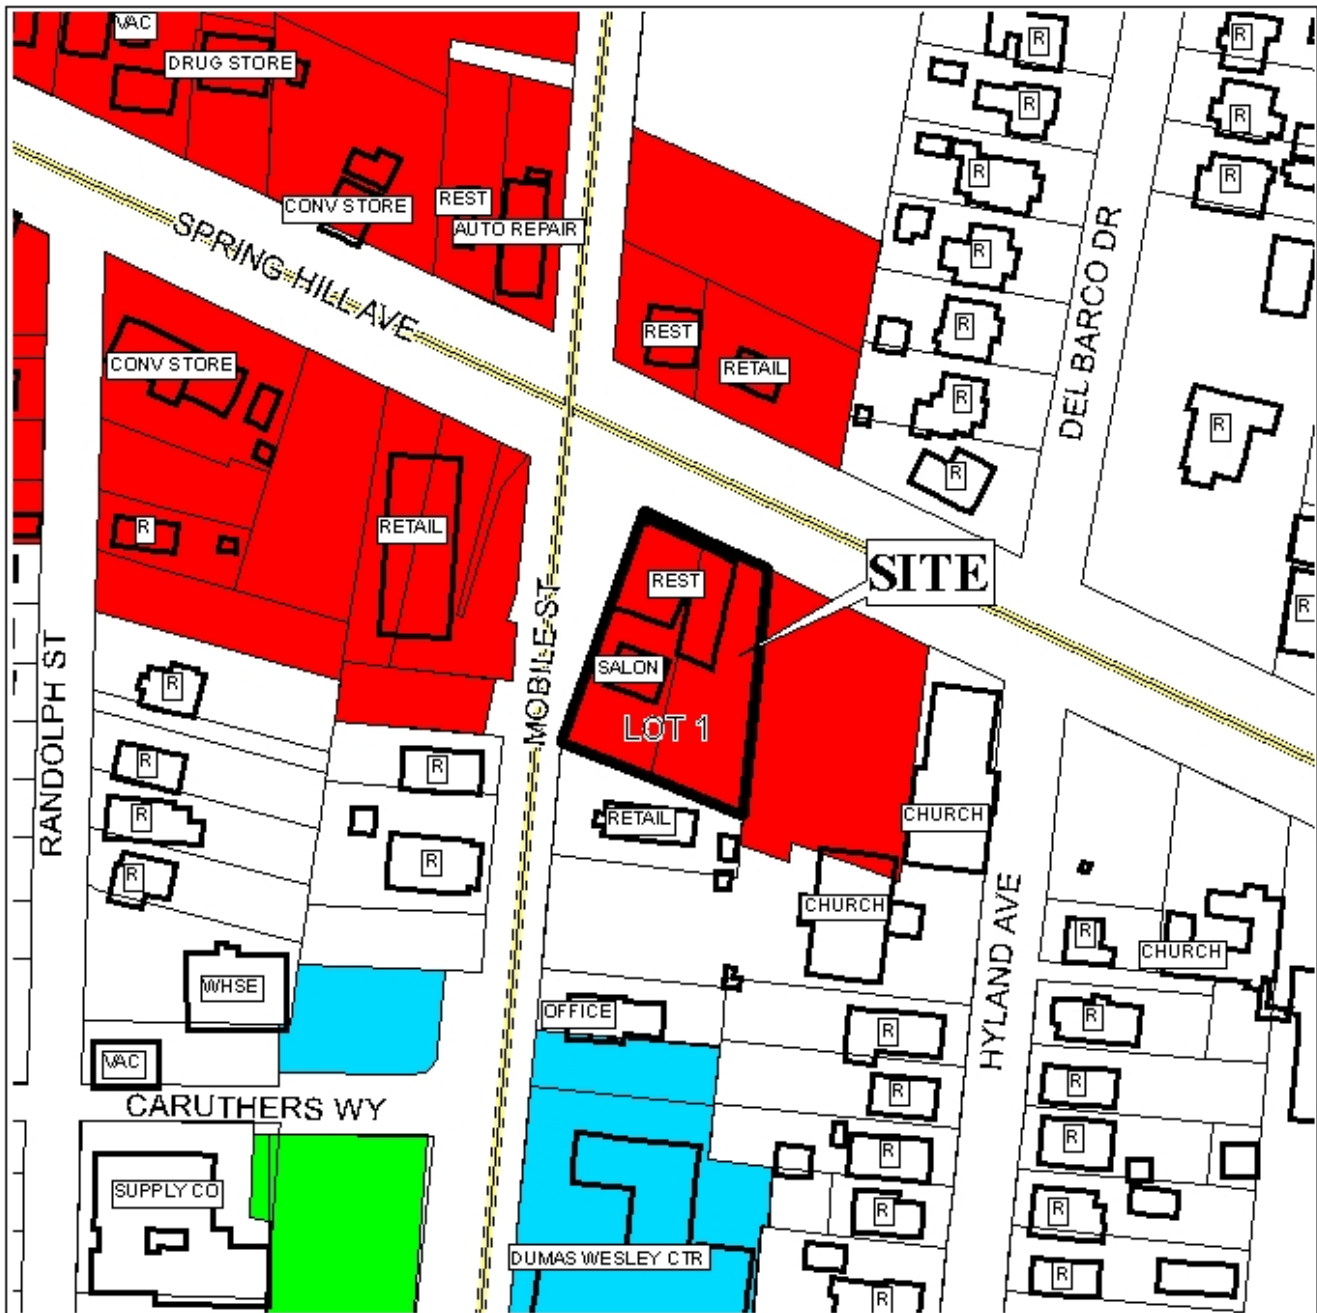 VAC
DRUG STORE
R
R
R
R
R
R
R
CONV STORE
REST
AUTO REPAIR
SPRING HILL AVE
R
DEL BARCO DR
REST
RETAIL
R
CONV STORE
R
R
R
R
R
RETAIL
SITE
REST
R
MOBILE ST
SALON
RANDOLPH ST
R
LOT 1
R
R
R
RETAIL
CHURCH
R
R
CHURCH
HYLAND AVE
R
CHURCH
WHSE
OFFICE
R
R
VAC
R
R
CARUTHERS WY
R
R
SUPPLY CO
R
R
DUMAS WESLEY CTR
R
R